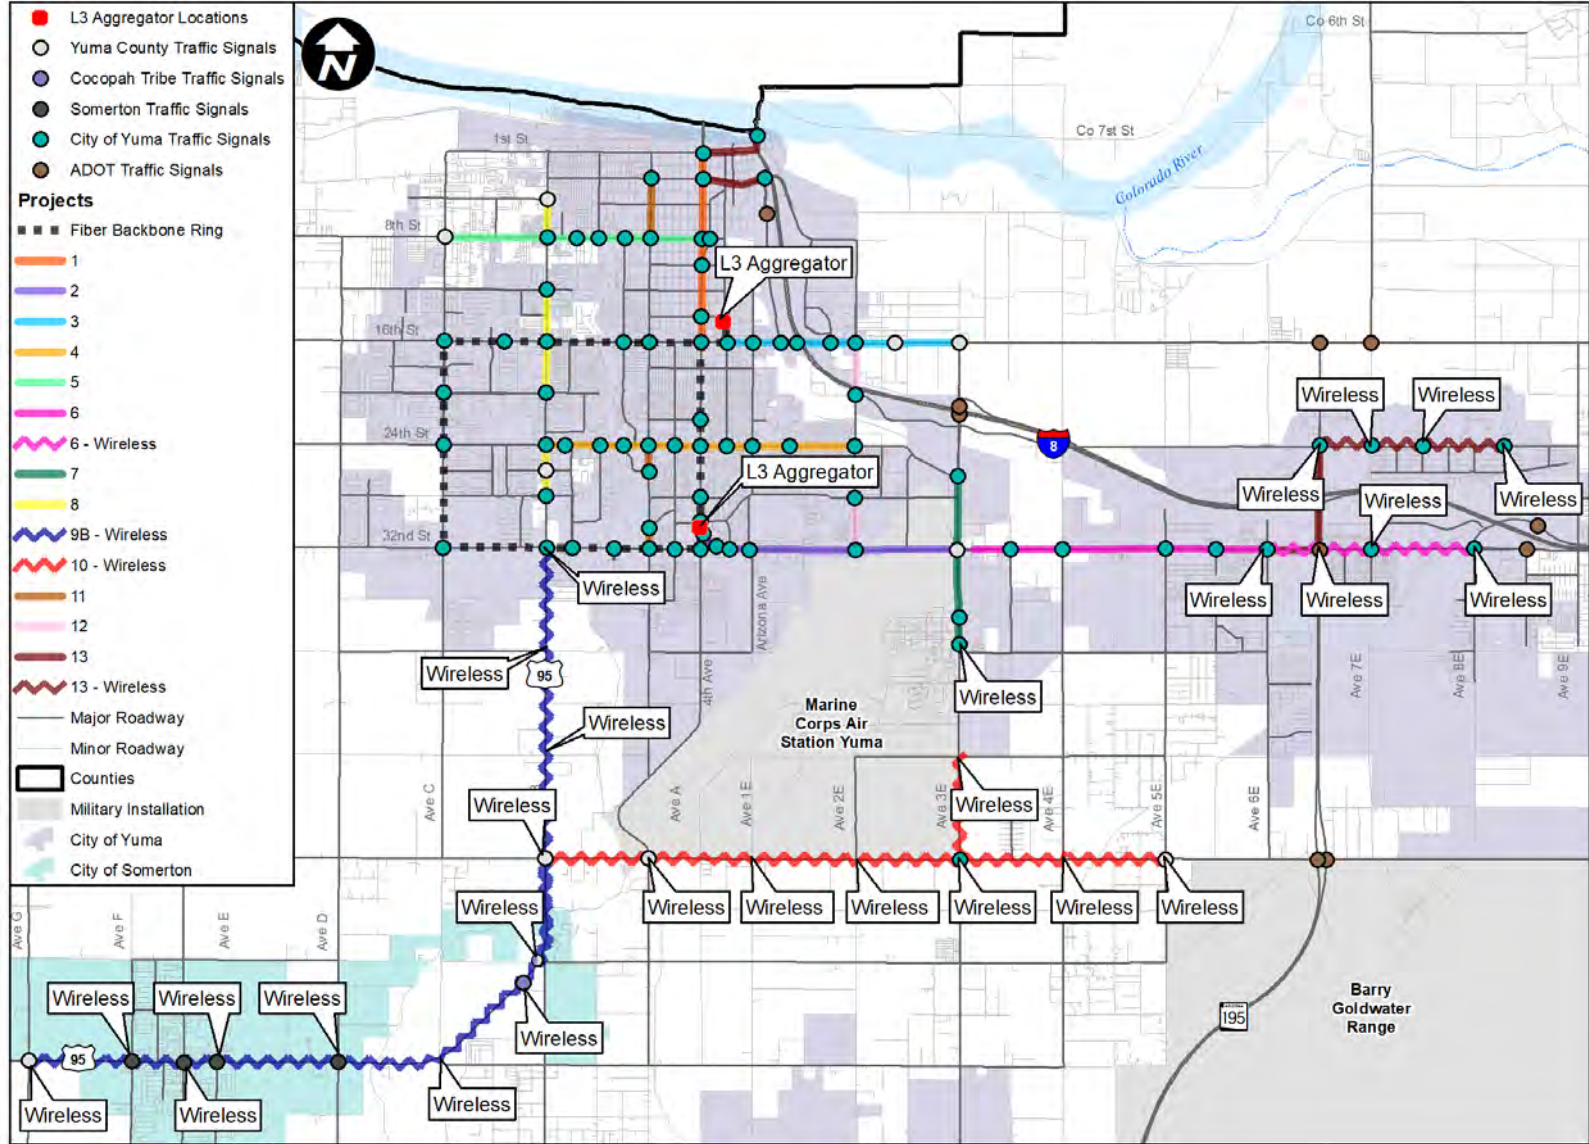 L3 Aggregator Locations
Yuma County Traffic Signals
Cocopah Tribe Traffic Signals
Somerton Traffic Signals
City of Yuma Traffic Signals
ADOT Traffic Signals
Projects
Fiber Backbone Ring
1
2
3
4
5
6
6 - Wireless
7
8
9B - Wireless
10 - Wireless
11
12
13
13 - Wireless
Major Roadway
Minor Roadway
Counties
Military Installation
City of Yuma
City of Somerton
N
Co 6th St
Co 7st St
Colorado River
1st St
8th St
L3 Aggregator
16th St
Wireless
Wireless
24th St
8
L3 Aggregator
Wireless
Wireless
Wireless
32nd St
Wireless
Wireless
Wireless
Wireless
Arizona Ave
4th Ave
Wireless
95
Wireless
Ave 7E
Ave 8E
Ave 9E
Marine
Corps Air
Station Yuma
Wireless
Wireless
Wireless
Ave C
Ave A
Ave 1E
Ave 2E
Ave 3E
Ave 4E
Ave 5E
Ave 6E
Wireless
Wireless
Wireless
Wireless
Wireless
Wireless
Wireless
Ave G
Ave F
Ave E
Ave D
Wireless
Wireless
Wireless
Barry
Goldwater
Range
195
Wireless
95
Wireless
Wireless
Wireless